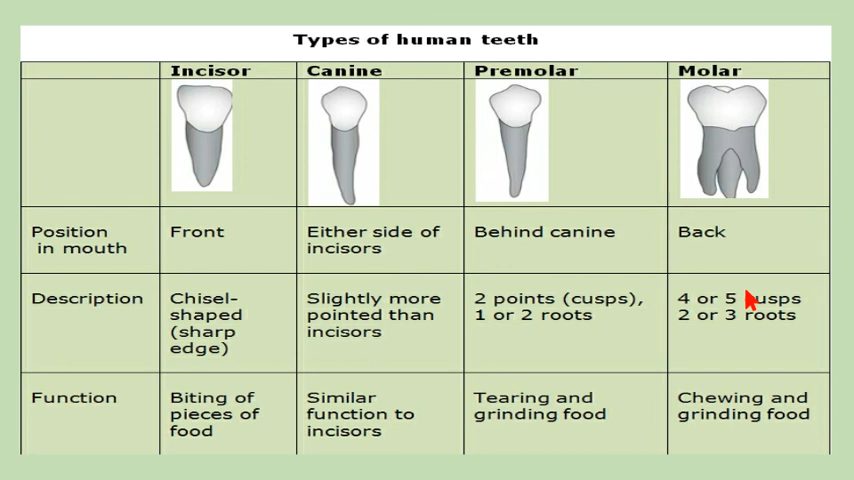 Types of human teeth
Incisor
Canine
Premolar
Molar
Position
in mouth
Front
Either side of
incisors
Behind canine
Back
Description
Chisel-
shaped
(sharp
edge)
Slightly more
pointed than
incisors
2 points (cusps),
1 or 2 roots
4 or 5 cusps
2 or 3 roots
Function
Biting of
pieces of
food
Similar
function to
incisors
Tearing and
grinding food
Chewing and
grinding food